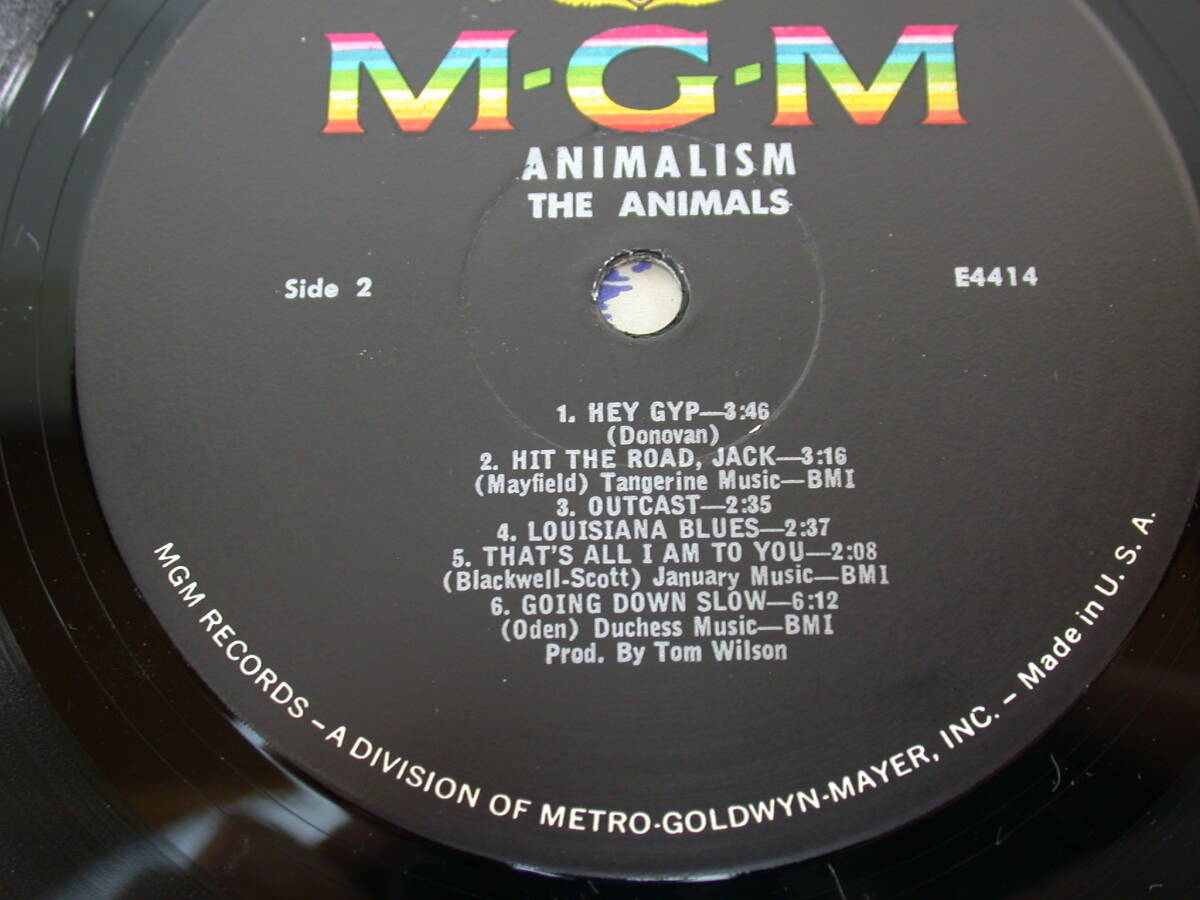 M-G-M
ANIMALISM
THE ANIMALS
Side 2
E4414
1. HEY GYP—3:46
(Donovan)
2. HIT THE ROAD, JACK—3:16
(Mayfield) Tangerine Music—BMI
3. OUTCAST—2:35
4. LOUISIANA BLUES—2:37
5. THAT'S ALL I AM TO YOU—2:08
(Blackwell-Scott) January Music—BMI
6. GOING DOWN SLOW—6:12
(Oden) Duchess Music—BMI
Prod. By Tom Wilson
MGM RECORDS – A DIVISION OF METRO-GOLDWYN-MAYER, INC. – Made in U. S. A.